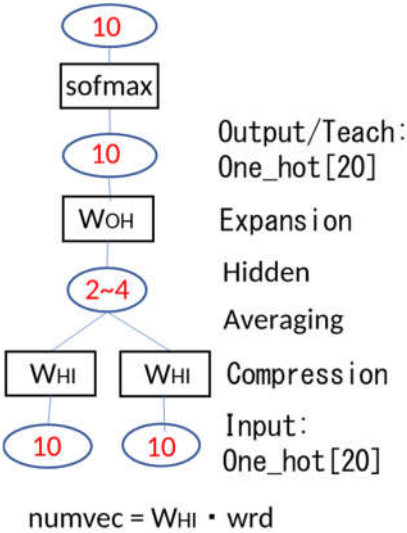 10
sofmax
Output/Teach:
10
One_hot[20]
WOH
Expansion
Hidden
2~4
Averaging
WHI WHI Compression
Input:
10 10
One_hot[20]
numvec = WHI・wrd